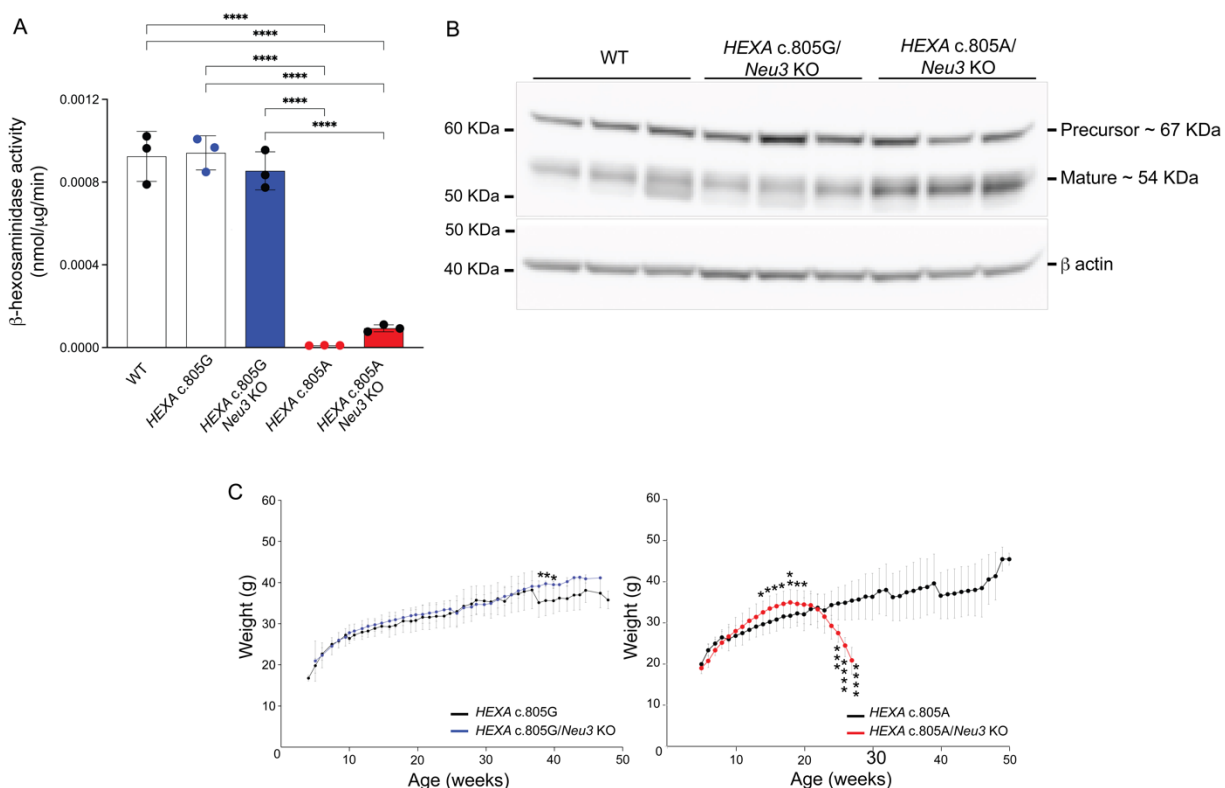 A
****
****
****
****
****
****
β-hexosaminidase activity
(nmol/μg/min)
0.0012
0.0008
0.0004
0.0000
WT
HEXA c.805G
HEXA c.805G
Neu3 KO
HEXA c.805A
HEXA c.805A
Neu3 KO
B
WT
HEXA c.805G/
Neu3 KO
HEXA c.805A/
Neu3 KO
60 KDa
50 KDa
50 KDa
40 KDa
Precursor ~ 67 KDa
Mature ~ 54 KDa
β actin
C
Weight (g)
60
50
40
30
20
10
0
***
HEXA c.805G
HEXA c.805G/Neu3 KO
10
20
30
40
50
Age (weeks)
Weight (g)
60
50
40
30
20
10
0
********
***
****
****
HEXA c.805A
HEXA c.805A/Neu3 KO
10
20
30
40
50
Age (weeks)